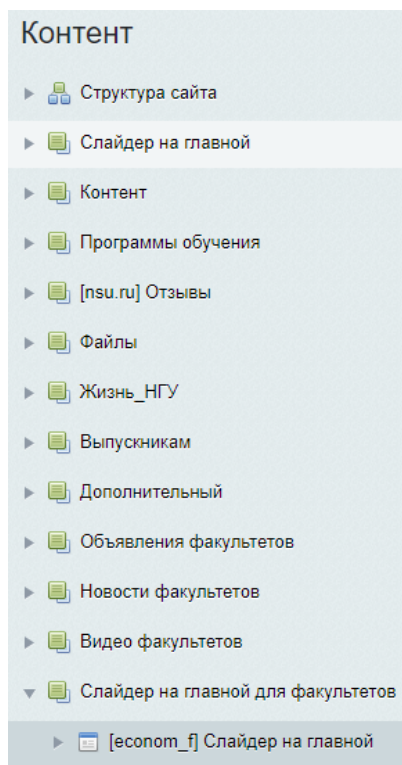 Контент
Структура сайта
Слайдер на главной
Контент
Программы обучения
[nsu.ru] Отзывы
Файлы
Жизнь_НГУ
Выпускникам
Дополнительный
Объявления факультетов
Новости факультетов
Видео факультетов
Слайдер на главной для факультетов
[econom_f] Слайдер на главной